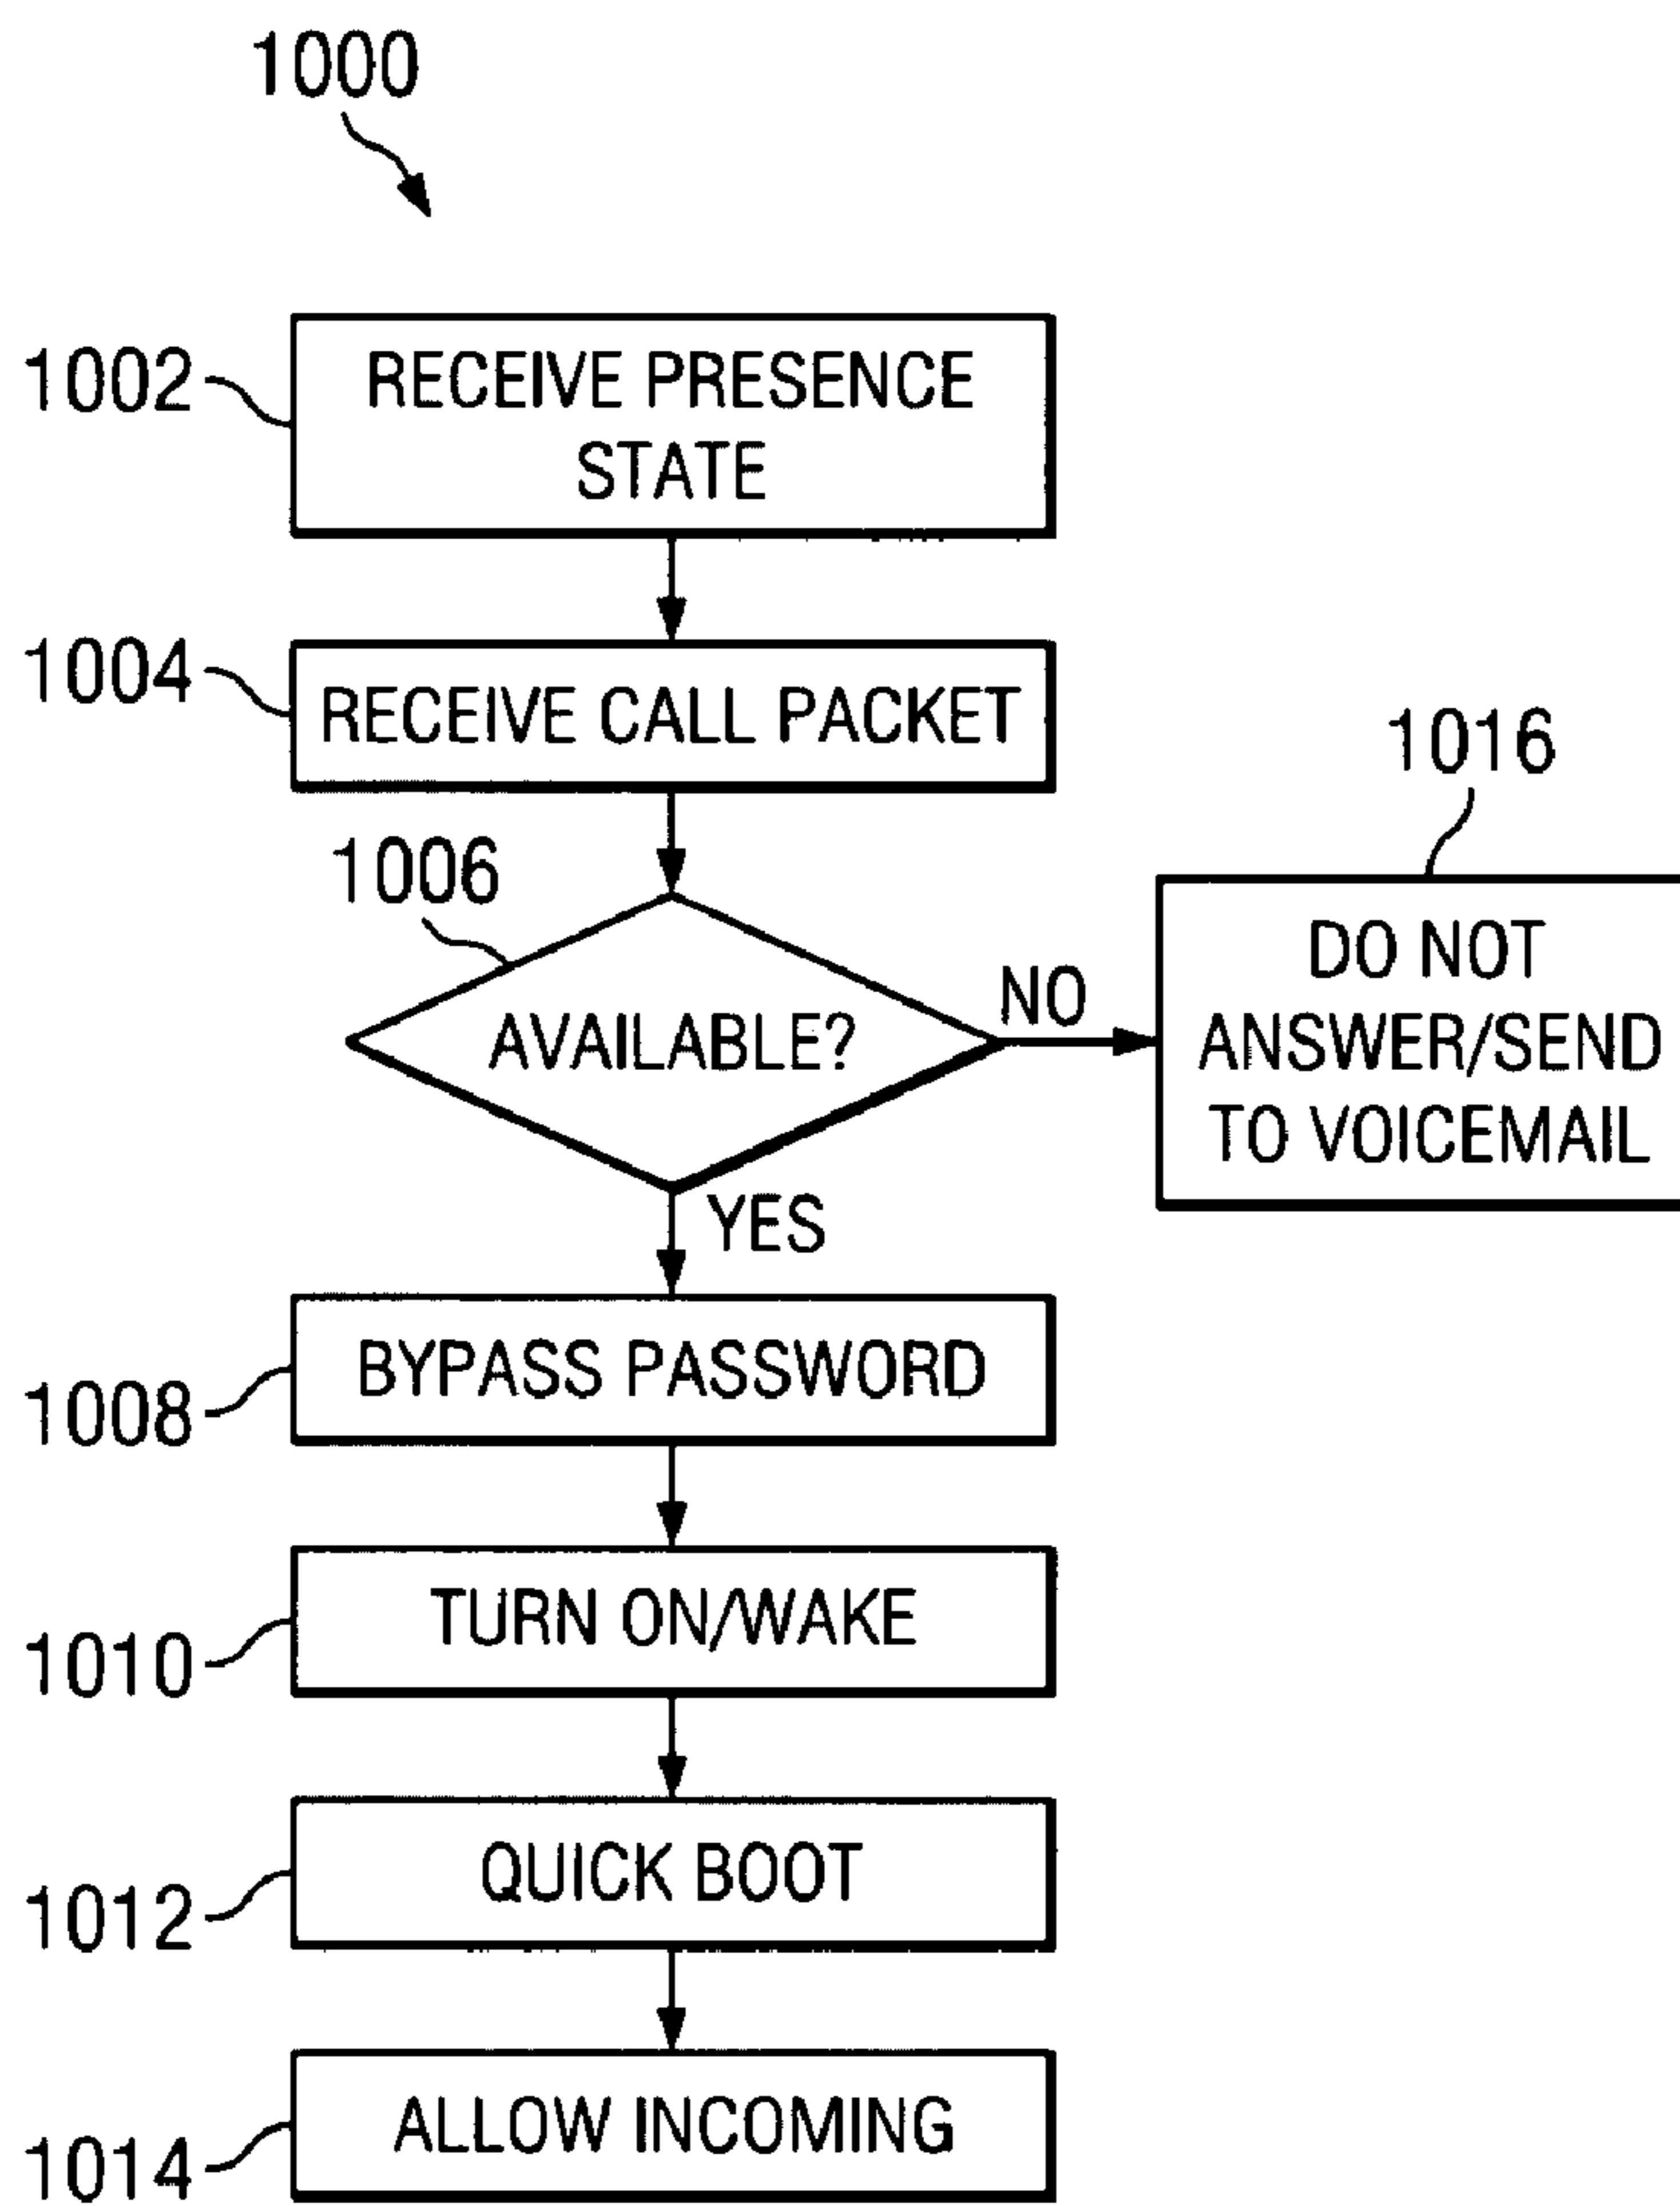 1000
1002
RECEIVE PRESENCE
STATE
1004
RECEIVE CALL PACKET
1006
AVAILABLE?
NO
1016
DO NOT
ANSWER/SEND
TO VOICEMAIL
YES
1008
BYPASS PASSWORD
1010
TURN ON/WAKE
1012
QUICK BOOT
1014
ALLOW INCOMING